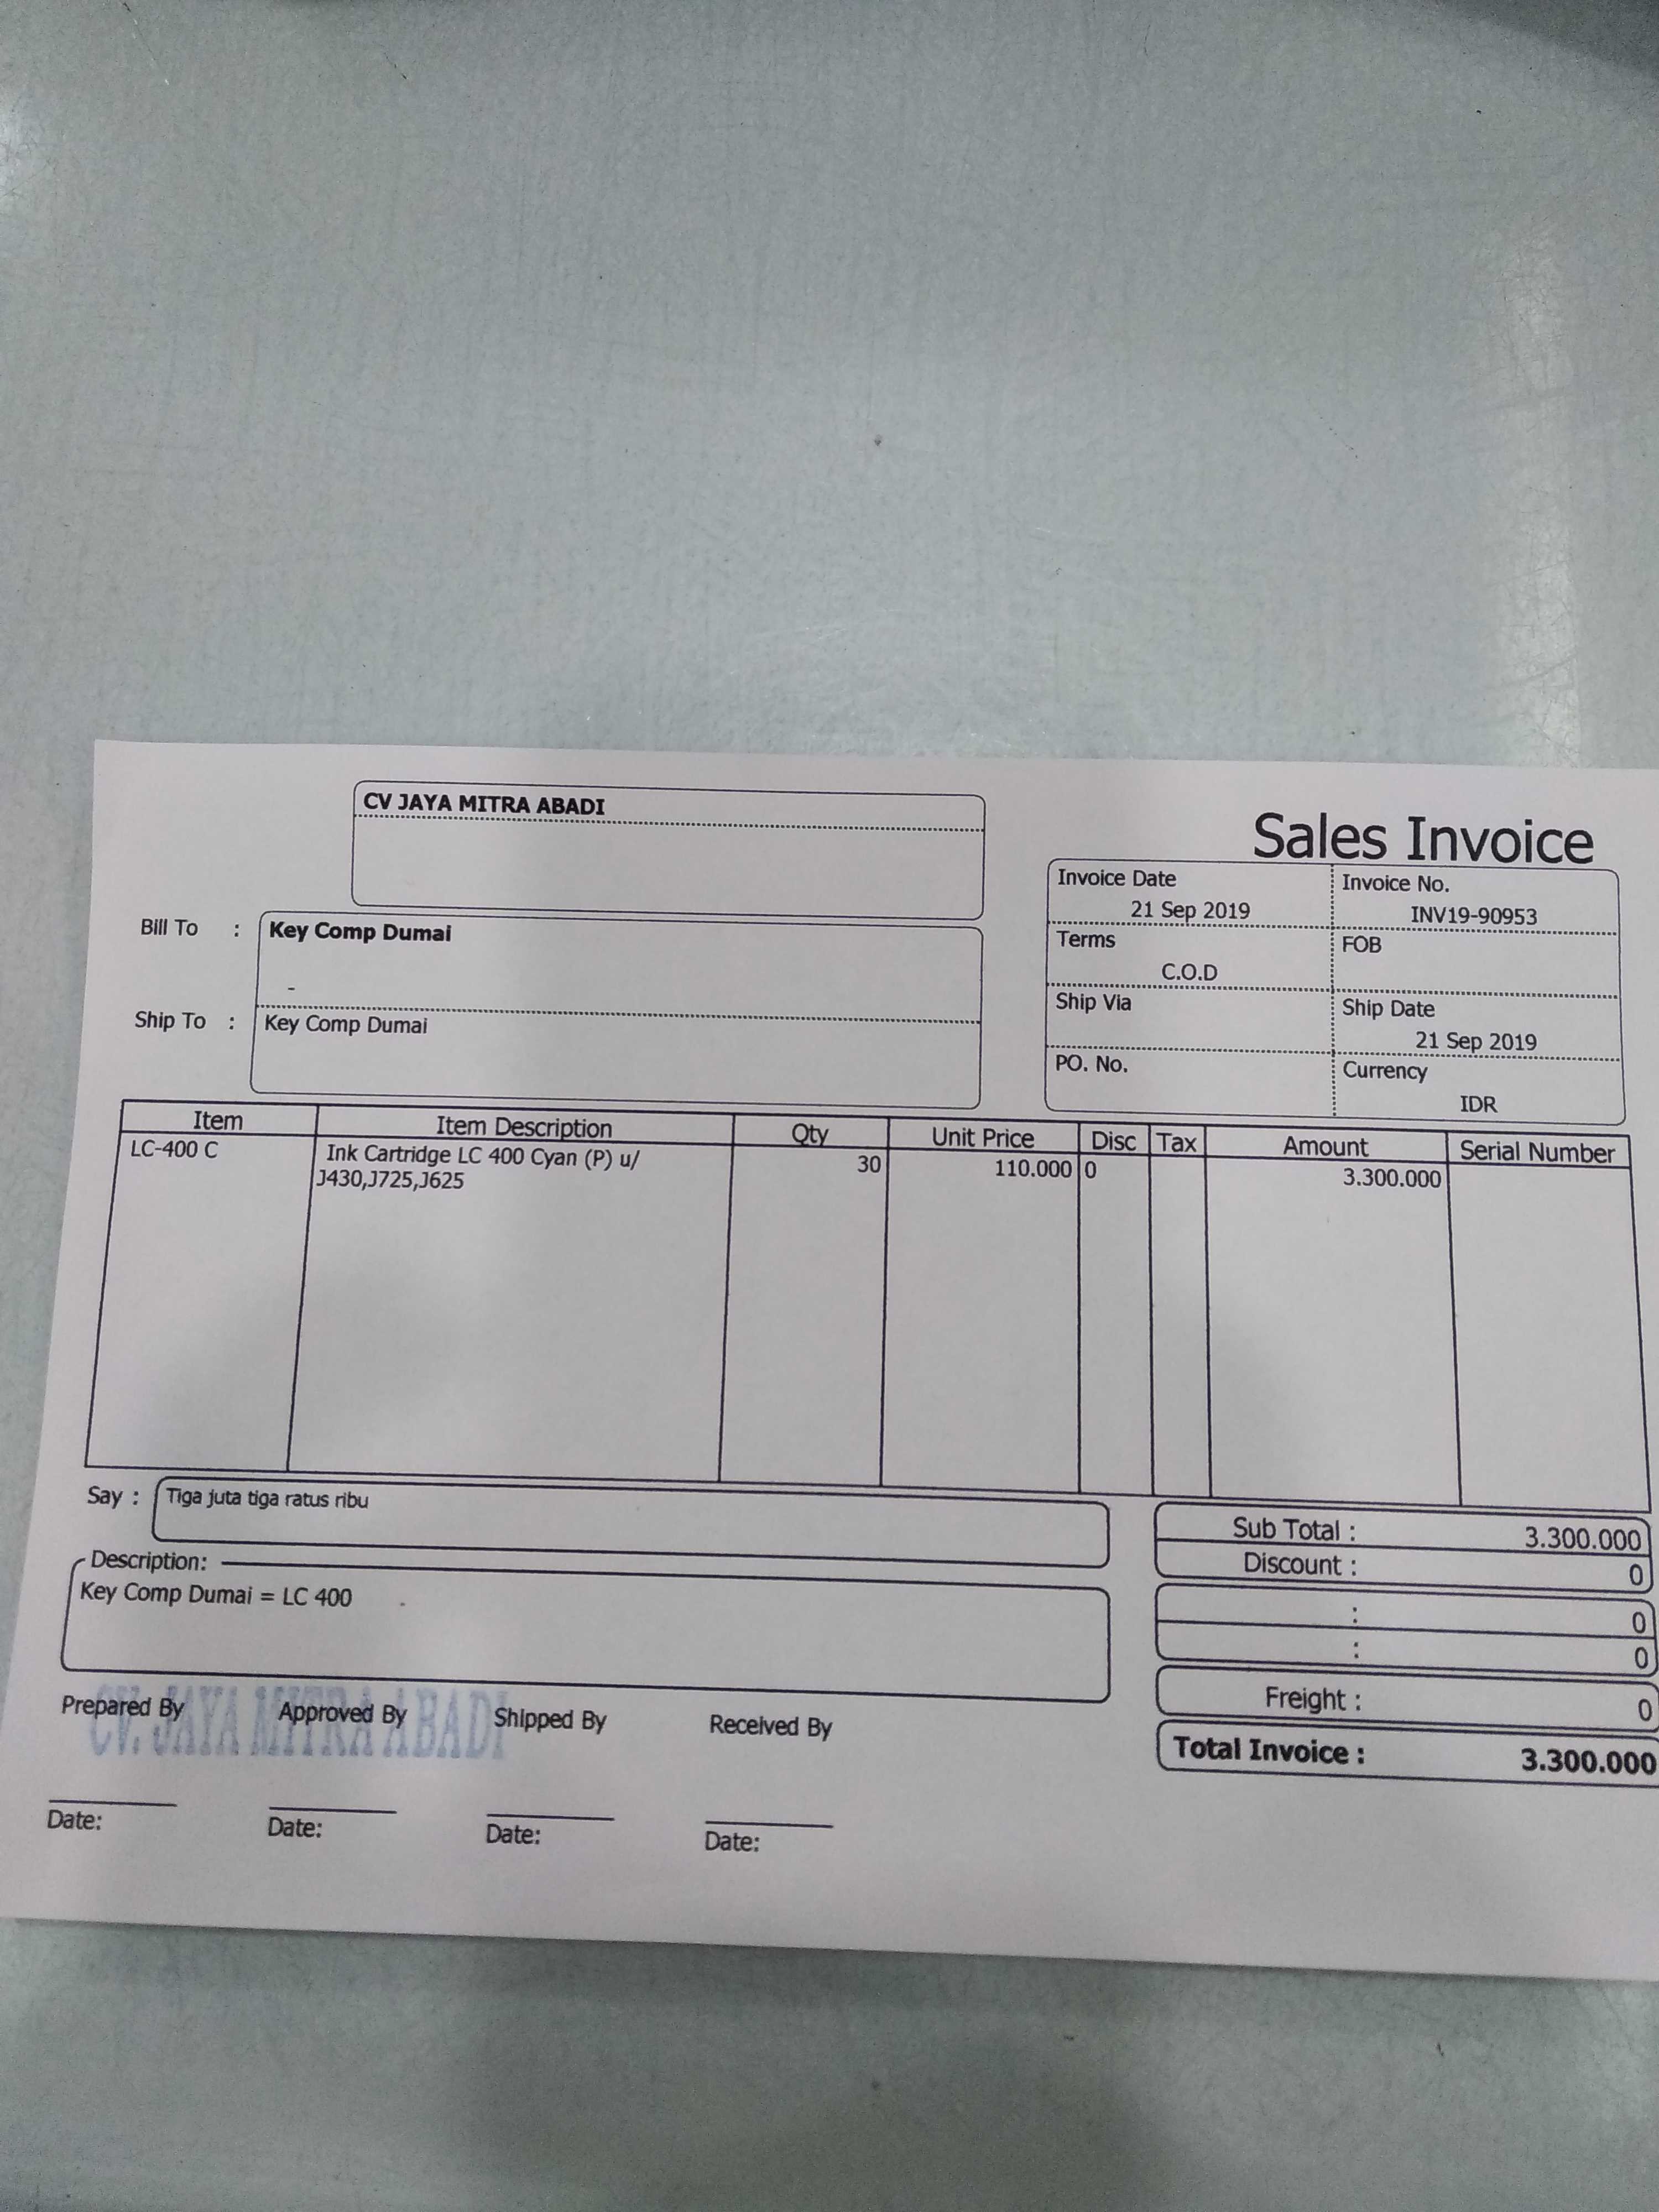 CV JAYA MITRA ABADI
Sales Invoice
Invoice Date
21 Sep 2019
Invoice No.
INV19-90953
Terms
C.O.D
FOB
Ship Via
Ship Date
21 Sep 2019
PO. No.
Currency
IDR
Bill To :
Key Comp Dumai
-
Ship To :
Key Comp Dumai
Item Item Description Qty Unit Price Disc Tax Amount Serial Number
LC-400 C Ink Cartridge LC 400 Cyan (P) u/ 30 110.000 0 3.300.000
J430,J725,J625
Say : Tiga juta tiga ratus ribu
Description:
Key Comp Dumai = LC 400
Sub Total : 3.300.000
Discount : 0
: 0
: 0
Freight : 0
Total Invoice : 3.300.000
Prepared By Approved By Shipped By Received By
CV. JAYA MITRA ABADI
Date: Date: Date: Date: